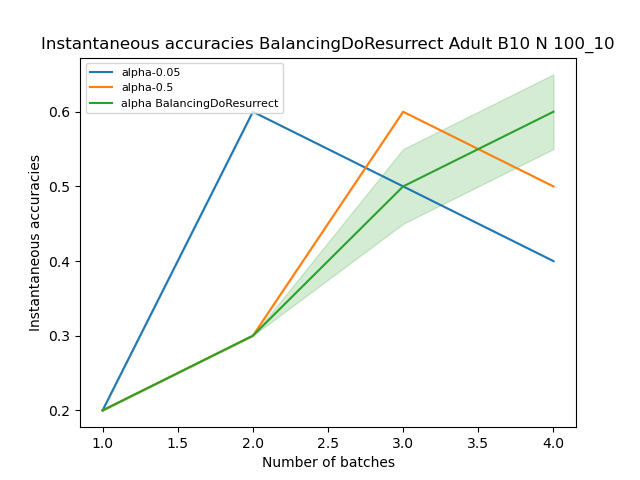 Instantaneous accuracies BalancingDoResurrect Adult B10 N 100_10
alpha-0.05
alpha-0.5
alpha BalancingDoResurrect
Instantaneous accuracies
0.6
0.5
0.4
0.3
0.2
1.0 1.5 2.0 2.5 3.0 3.5 4.0
Number of batches